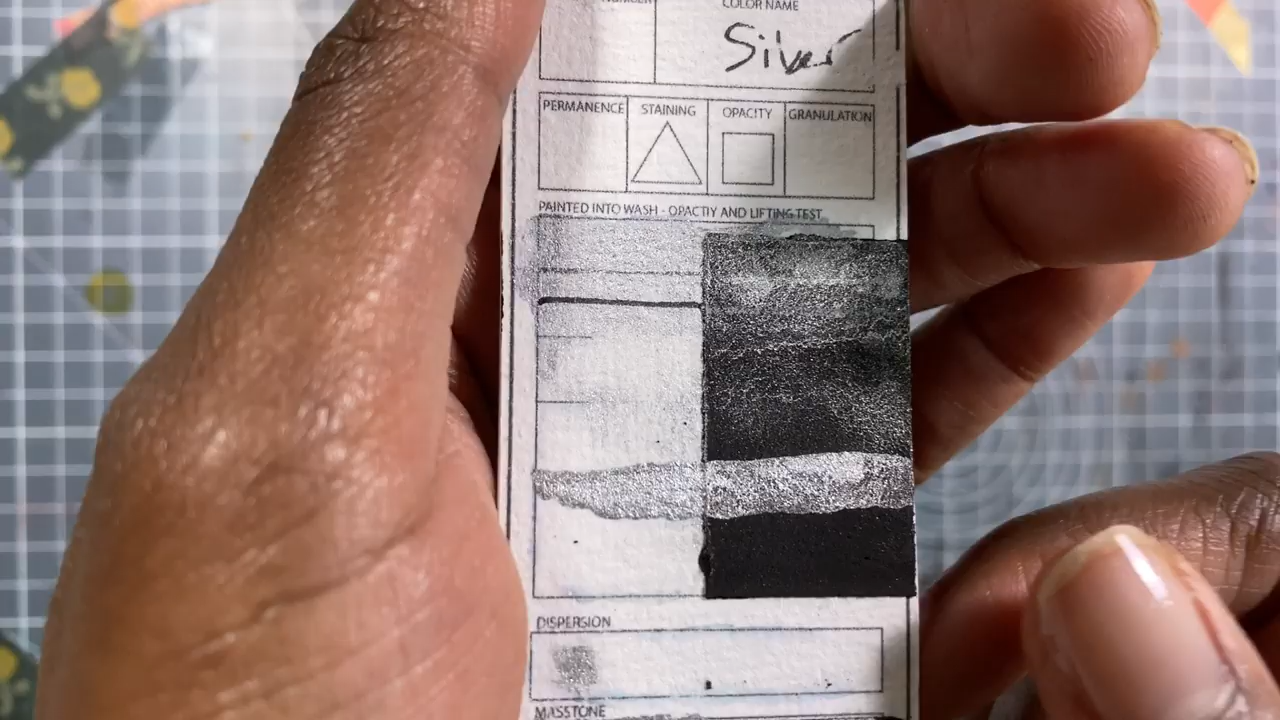 COLOR NAME
Silver
PERMANENCE STAINING OPACITY GRANULATION
PAINTED INTO WASH - OPACTIY AND LIFTING TEST
DISPERSION
MASSTONE